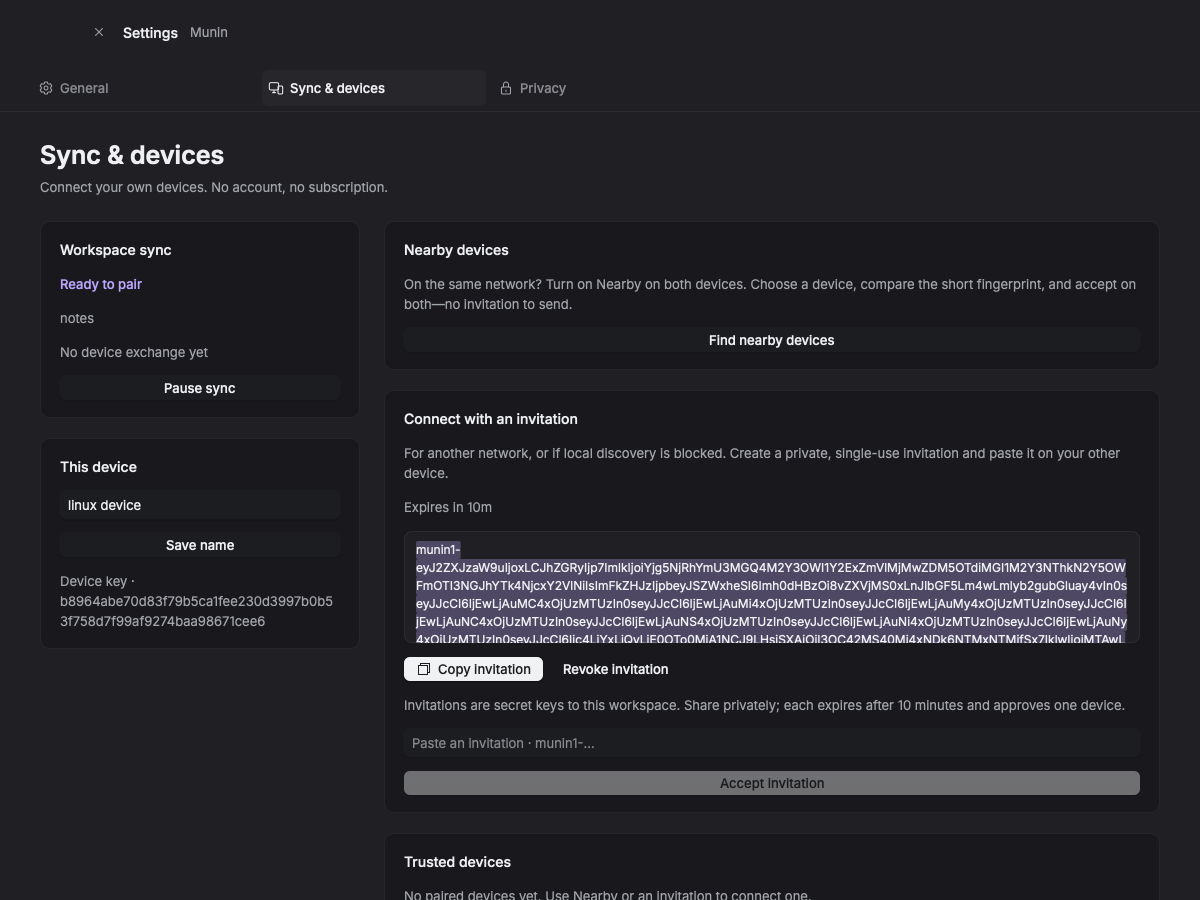 Settings Munin
General
Sync & devices
Privacy
Sync & devices
Connect your own devices. No account, no subscription.
Workspace sync
Ready to pair
notes
No device exchange yet
Pause sync
This device
linux device
Save name
Device key ·
b8964abe70d83f79b5ca1fee230d3997b0b5
3f758d7f99af9274baa98671cee6
Nearby devices
On the same network? Turn on Nearby on both devices. Choose a device, compare the short fingerprint, and accept on
both—no invitation to send.
Find nearby devices
Connect with an invitation
For another network, or if local discovery is blocked. Create a private, single-use invitation and paste it on your other
device.
Expires in 10m
munin1-
Copy invitation
Revoke invitation
Invitations are secret keys to this workspace. Share privately; each expires after 10 minutes and approves one device.
Paste an invitation · munin1-...
Accept invitation
Trusted devices
No paired devices yet. Use Nearby or an invitation to connect one.